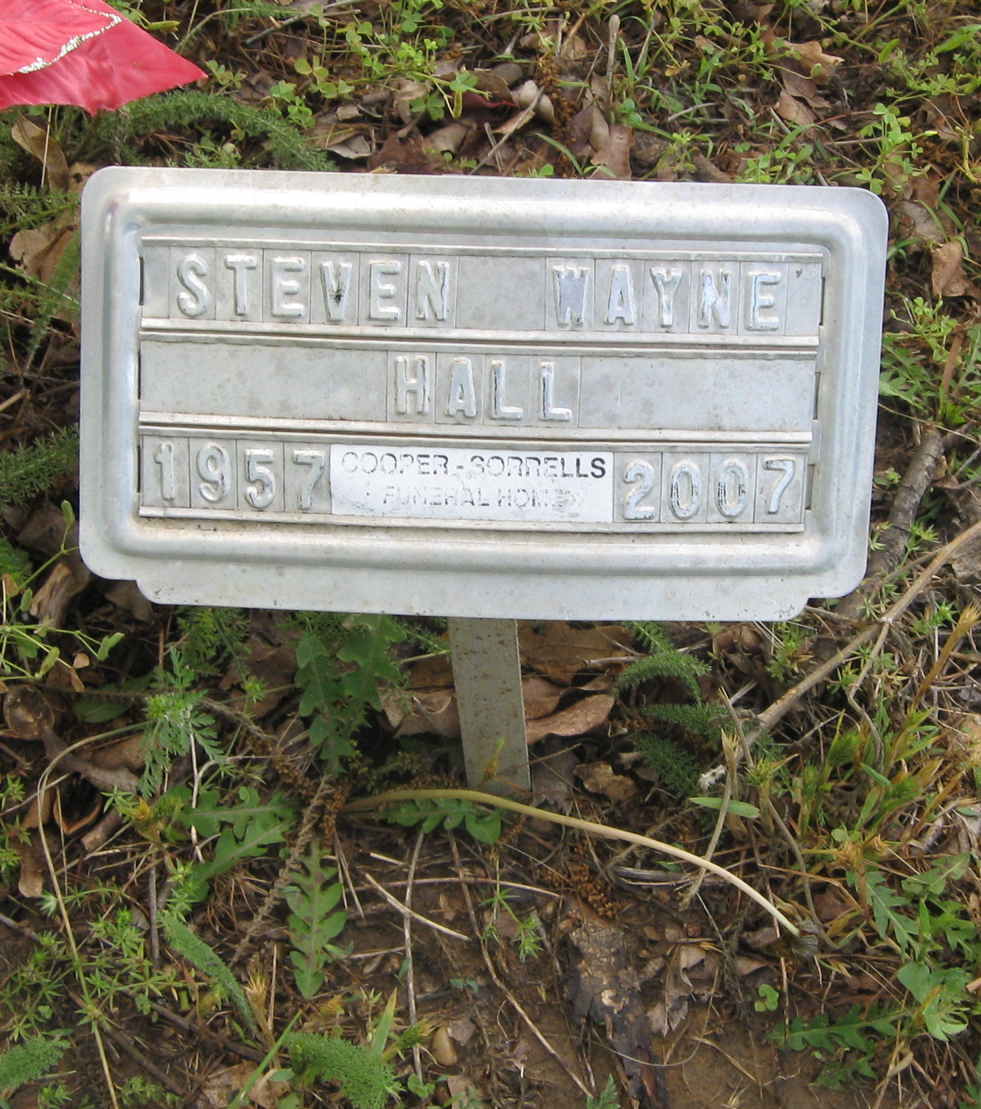 STEVEN WAYNE
HALL
1957 COOPER-SORRELLS 2007
FUNERAL HOME